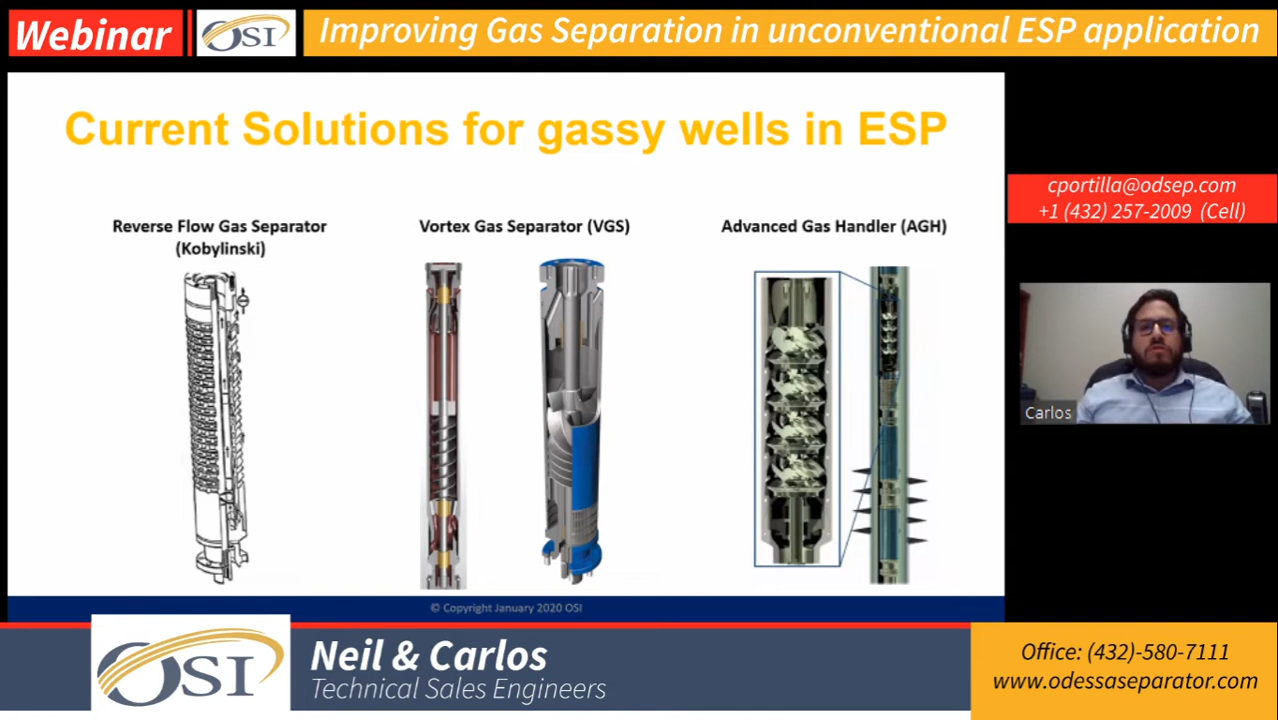 Webinar
OSI
Improving Gas Separation in unconventional ESP application
Current Solutions for gassy wells in ESP
Reverse Flow Gas Separator
(Kobylinski)
Vortex Gas Separator (VGS)
Advanced Gas Handler (AGH)
cportilla@odsep.com
+1 (432) 257-2009 (Cell)
Carlos
© Copyright January 2020 OSI
OSI
Neil & Carlos
Technical Sales Engineers
Office: (432)-580-7111
www.odessaseparator.com